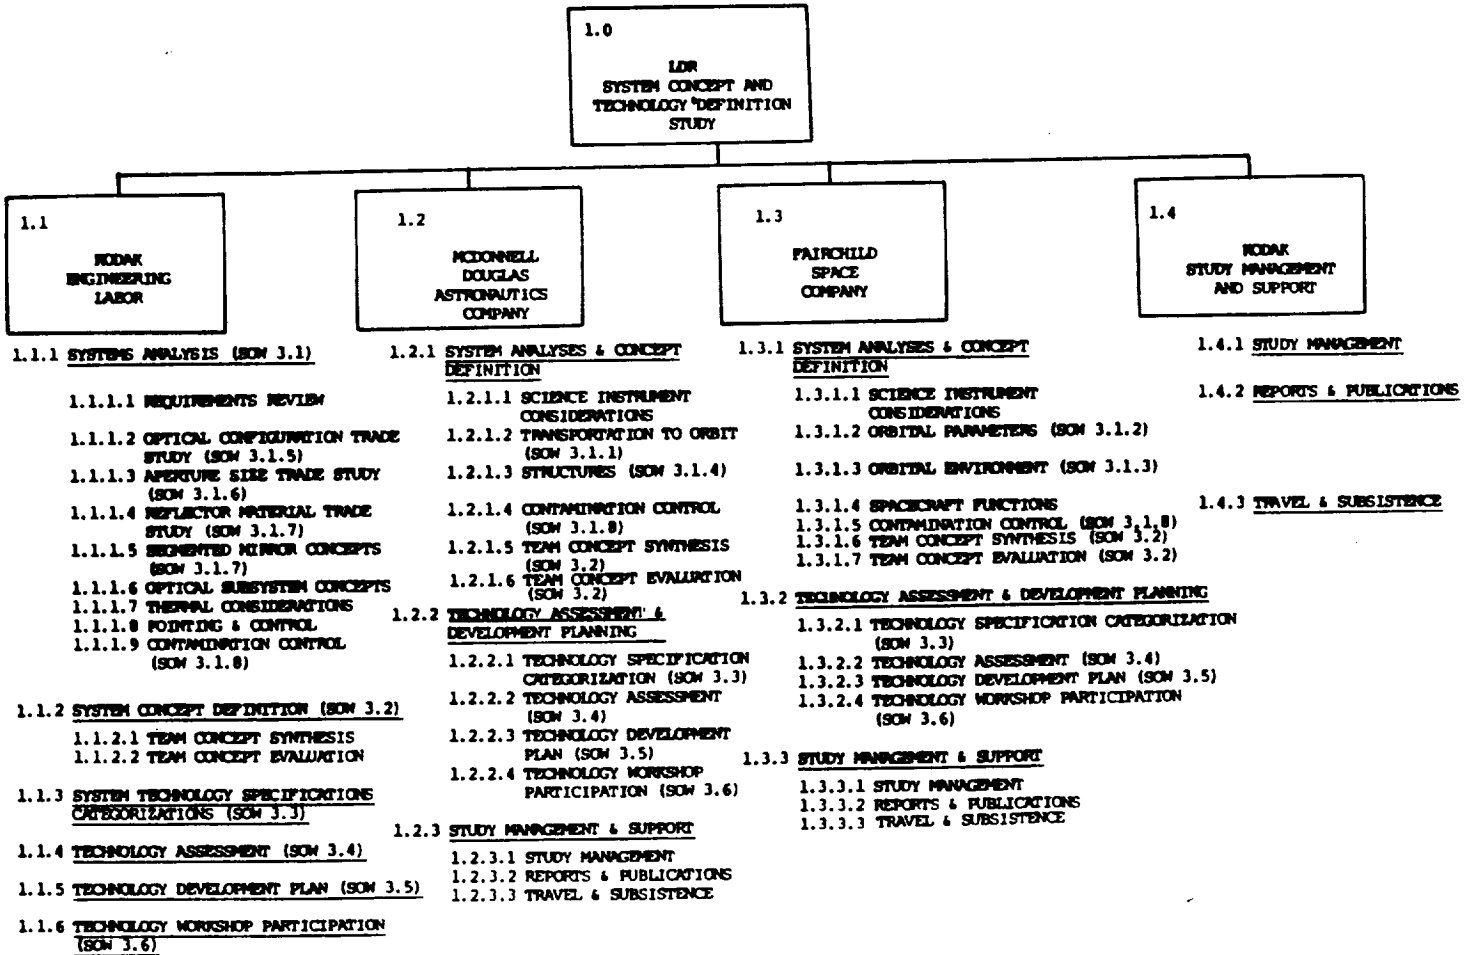 1.0
LDR
SYSTEM CONCEPT AND
TECHNOLOGY DEFINITION
STUDY
1.1
KODAK
ENGINEERING
LABOR
1.1.1 SYSTEMS ANALYSIS (SOW 3.1)
1.1.1.1 REQUIREMENTS REVIEW
1.1.1.2 OPTICAL CONFIGURATION TRADE
STUDY (SOW 3.1.5)
1.1.1.3 APERTURE SIZE TRADE STUDY
(SOW 3.1.6)
1.1.1.4 REFLECTOR MATERIAL TRADE
STUDY (SOW 3.1.7)
1.1.1.5 SEGMENTED MIRROR CONCEPTS
(SOW 3.1.7)
1.1.1.6 OPTICAL SUBSYSTEM CONCEPTS
1.1.1.7 THERMAL CONSIDERATIONS
1.1.1.8 POINTING & CONTROL
1.1.1.9 CONTAMINATION CONTROL
(SOW 3.1.8)
1.1.2 SYSTEM CONCEPT DEFINITION (SOW 3.2)
1.1.2.1 TEAM CONCEPT SYNTHESIS
1.1.2.2 TEAM CONCEPT EVALUATION
1.1.3 SYSTEM TECHNOLOGY SPECIFICATIONS
CATEGORIZATIONS (SOW 3.3)
1.1.4 TECHNOLOGY ASSESSMENT (SOW 3.4)
1.1.5 TECHNOLOGY DEVELOPMENT PLAN (SOW 3.5)
1.1.6 TECHNOLOGY WORKSHOP PARTICIPATION
(SOW 3.6)
1.2
MCDONNELL
DOUGLAS
ASTRONAUTICS
COMPANY
1.2.1 SYSTEM ANALYSES & CONCEPT
DEFINITION
1.2.1.1 SCIENCE INSTRUMENT
CONSIDERATIONS
1.2.1.2 TRANSPORTATION TO ORBIT
(SOW 3.1.1)
1.2.1.3 STRUCTURES (SOW 3.1.4)
1.2.1.4 CONTAMINATION CONTROL
(SOW 3.1.8)
1.2.1.5 TEAM CONCEPT SYNTHESIS
(SOW 3.2)
1.2.1.6 TEAM CONCEPT EVALUATION
(SOW 3.2)
1.2.2 TECHNOLOGY ASSESSMENT &
DEVELOPMENT PLANNING
1.2.2.1 TECHNOLOGY SPECIFICATION
CATEGORIZATION (SOW 3.3)
1.2.2.2 TECHNOLOGY ASSESSMENT
(SOW 3.4)
1.2.2.3 TECHNOLOGY DEVELOPMENT
PLAN (SOW 3.5)
1.2.2.4 TECHNOLOGY WORKSHOP
PARTICIPATION (SOW 3.6)
1.2.3 STUDY MANAGEMENT & SUPPORT
1.2.3.1 STUDY MANAGEMENT
1.2.3.2 REPORTS & PUBLICATIONS
1.2.3.3 TRAVEL & SUBSISTENCE
1.3
FAIRCHILD
SPACE
COMPANY
1.3.1 SYSTEM ANALYSES & CONCEPT
DEFINITION
1.3.1.1 SCIENCE INSTRUMENT
CONSIDERATIONS
1.3.1.2 ORBITAL PARAMETERS (SOW 3.1.2)
1.3.1.3 ORBITAL ENVIRONMENT (SOW 3.1.3)
1.3.1.4 SPACECRAFT FUNCTIONS
1.3.1.5 CONTAMINATION CONTROL (SOW 3.1.8)
1.3.1.6 TEAM CONCEPT SYNTHESIS (SOW 3.2)
1.3.1.7 TEAM CONCEPT EVALUATION (SOW 3.2)
1.3.2 TECHNOLOGY ASSESSMENT & DEVELOPMENT PLANNING
1.3.2.1 TECHNOLOGY SPECIFICATION CATEGORIZATION
(SOW 3.3)
1.3.2.2 TECHNOLOGY ASSESSMENT (SOW 3.4)
1.3.2.3 TECHNOLOGY DEVELOPMENT PLAN (SOW 3.5)
1.3.2.4 TECHNOLOGY WORKSHOP PARTICIPATION
(SOW 3.6)
1.3.3 STUDY MANAGEMENT & SUPPORT
1.3.3.1 STUDY MANAGEMENT
1.3.3.2 REPORTS & PUBLICATIONS
1.3.3.3 TRAVEL & SUBSISTENCE
1.4
KODAK
STUDY MANAGEMENT
AND SUPPORT
1.4.1 STUDY MANAGEMENT
1.4.2 REPORTS & PUBLICATIONS
1.4.3 TRAVEL & SUBSISTENCE